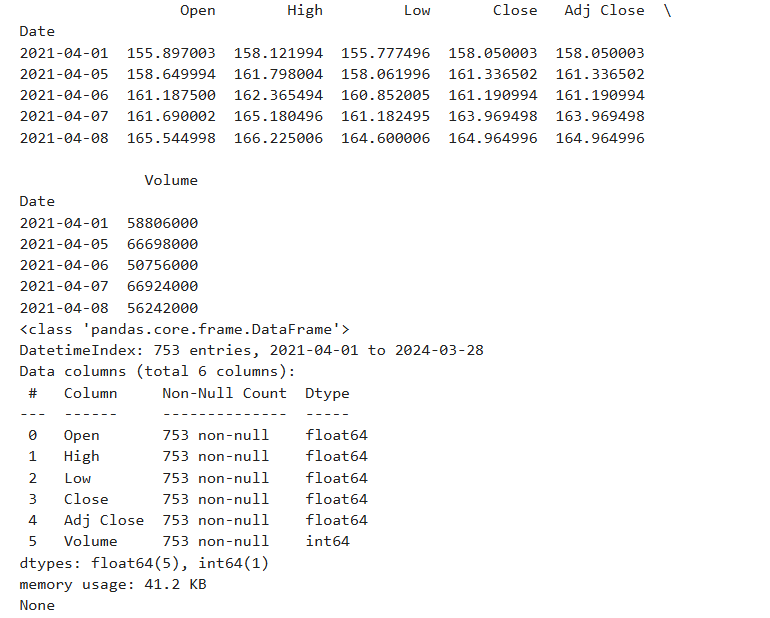 Open        High         Low       Close   Adj Close  \
Date
2021-04-01  155.897003  158.121994  155.777496  158.050003  158.050003
2021-04-05  158.649994  161.798004  158.061996  161.336502  161.336502
2021-04-06  161.187500  162.365494  160.852005  161.190994  161.190994
2021-04-07  161.690002  165.180496  161.182495  163.969498  163.969498
2021-04-08  165.544998  166.225006  164.600006  164.964996  164.964996

              Volume
Date
2021-04-01  58806000
2021-04-05  66698000
2021-04-06  50756000
2021-04-07  66924000
2021-04-08  56242000
<class 'pandas.core.frame.DataFrame'>
DatetimeIndex: 753 entries, 2021-04-01 to 2024-03-28
Data columns (total 6 columns):
 #   Column     Non-Null Count  Dtype
---  ------     --------------  -----
 0   Open       753 non-null    float64
 1   High       753 non-null    float64
 2   Low        753 non-null    float64
 3   Close      753 non-null    float64
 4   Adj Close  753 non-null    float64
 5   Volume     753 non-null    int64
dtypes: float64(5), int64(1)
memory usage: 41.2 KB
None